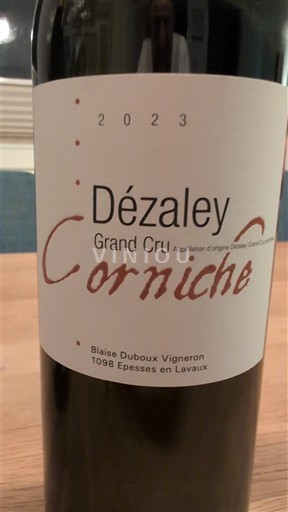 2023
Dézaley
Grand Cru Appellation d'origine Dézaley Grand Cru
Corniche
VINIOU
Blaise Duboux Vigneron
1098 Epesses en Lavaux